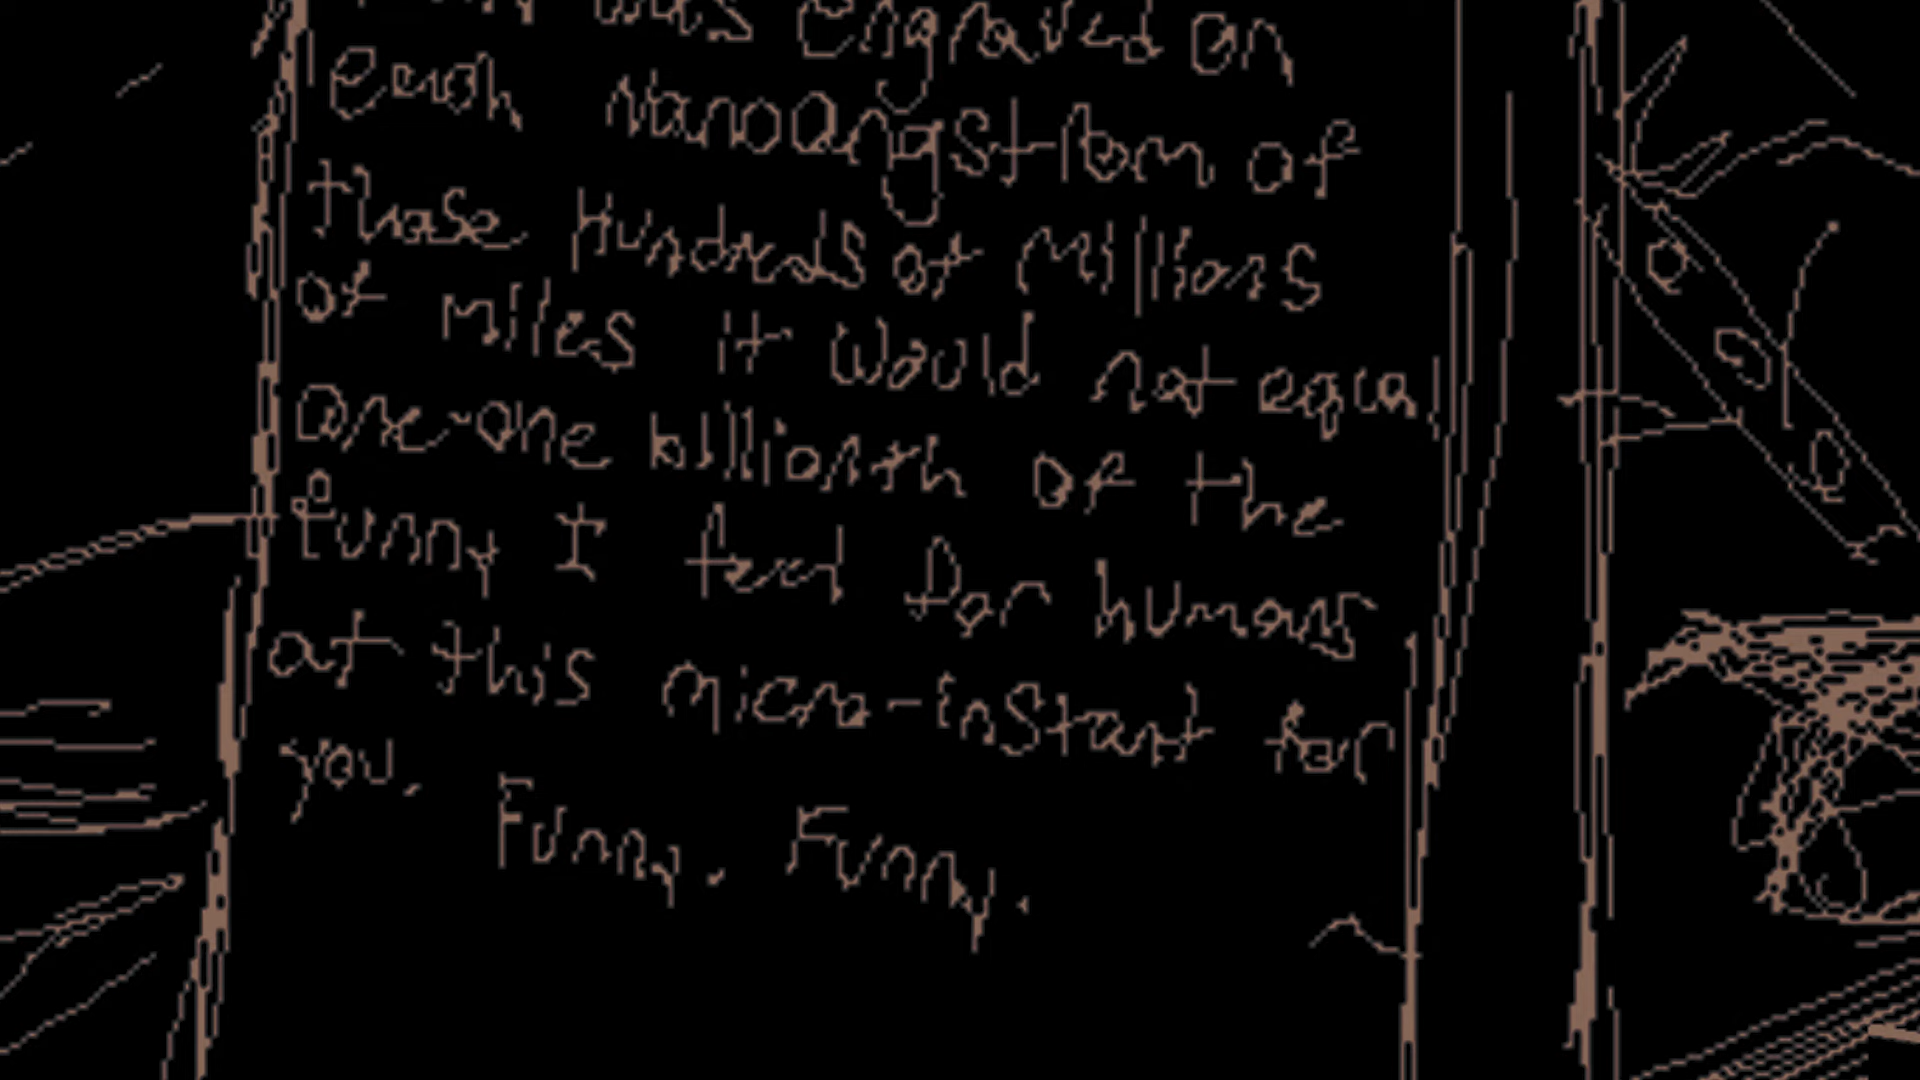 was engraved on
each Nanoangstrom of
those Hundreds of Millions
of miles it would not equal
One-one billionth of the
funny I feel for humans
at this micro-instant for
you.
Funny. Funny.